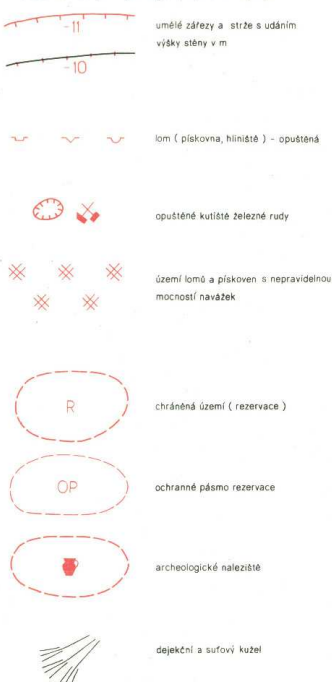 -11
umělé zářezy a strže s udáním
výšky stěny v m
-10
lom ( pískovna, hliniště ) - opuštěná
opuštěné kutiště železné rudy
území lomů a pískoven s nepravidelnou
mocností navážek
R
chráněná území ( rezervace )
OP
ochranné pásmo rezervace
archeologické naleziště
dejekční a suťový kužel